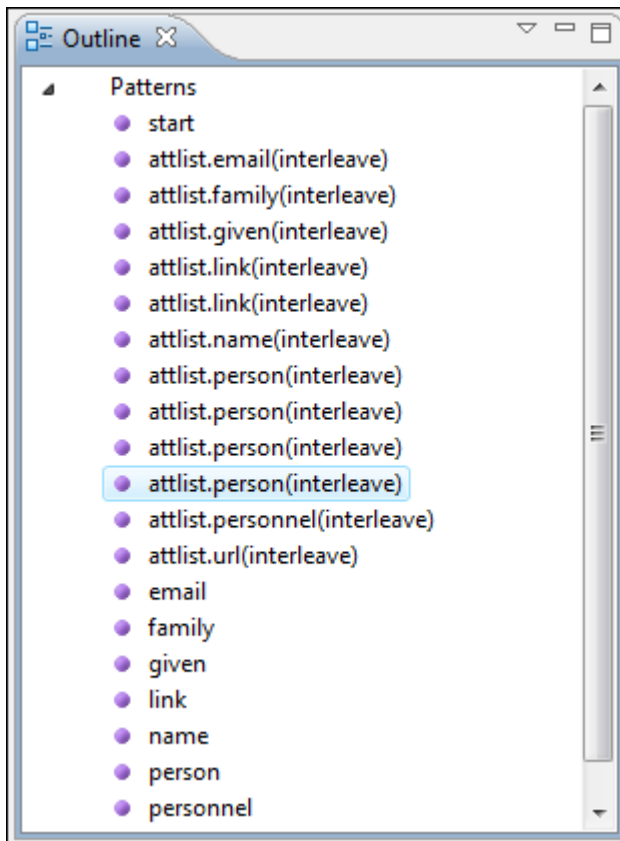 Outline
Patterns
start
attlist.email(interleave)
attlist.family(interleave)
attlist.given(interleave)
attlist.link(interleave)
attlist.link(interleave)
attlist.name(interleave)
attlist.person(interleave)
attlist.person(interleave)
attlist.person(interleave)
attlist.person(interleave)
attlist.personnel(interleave)
attlist.url(interleave)
email
family
given
link
name
person
personnel